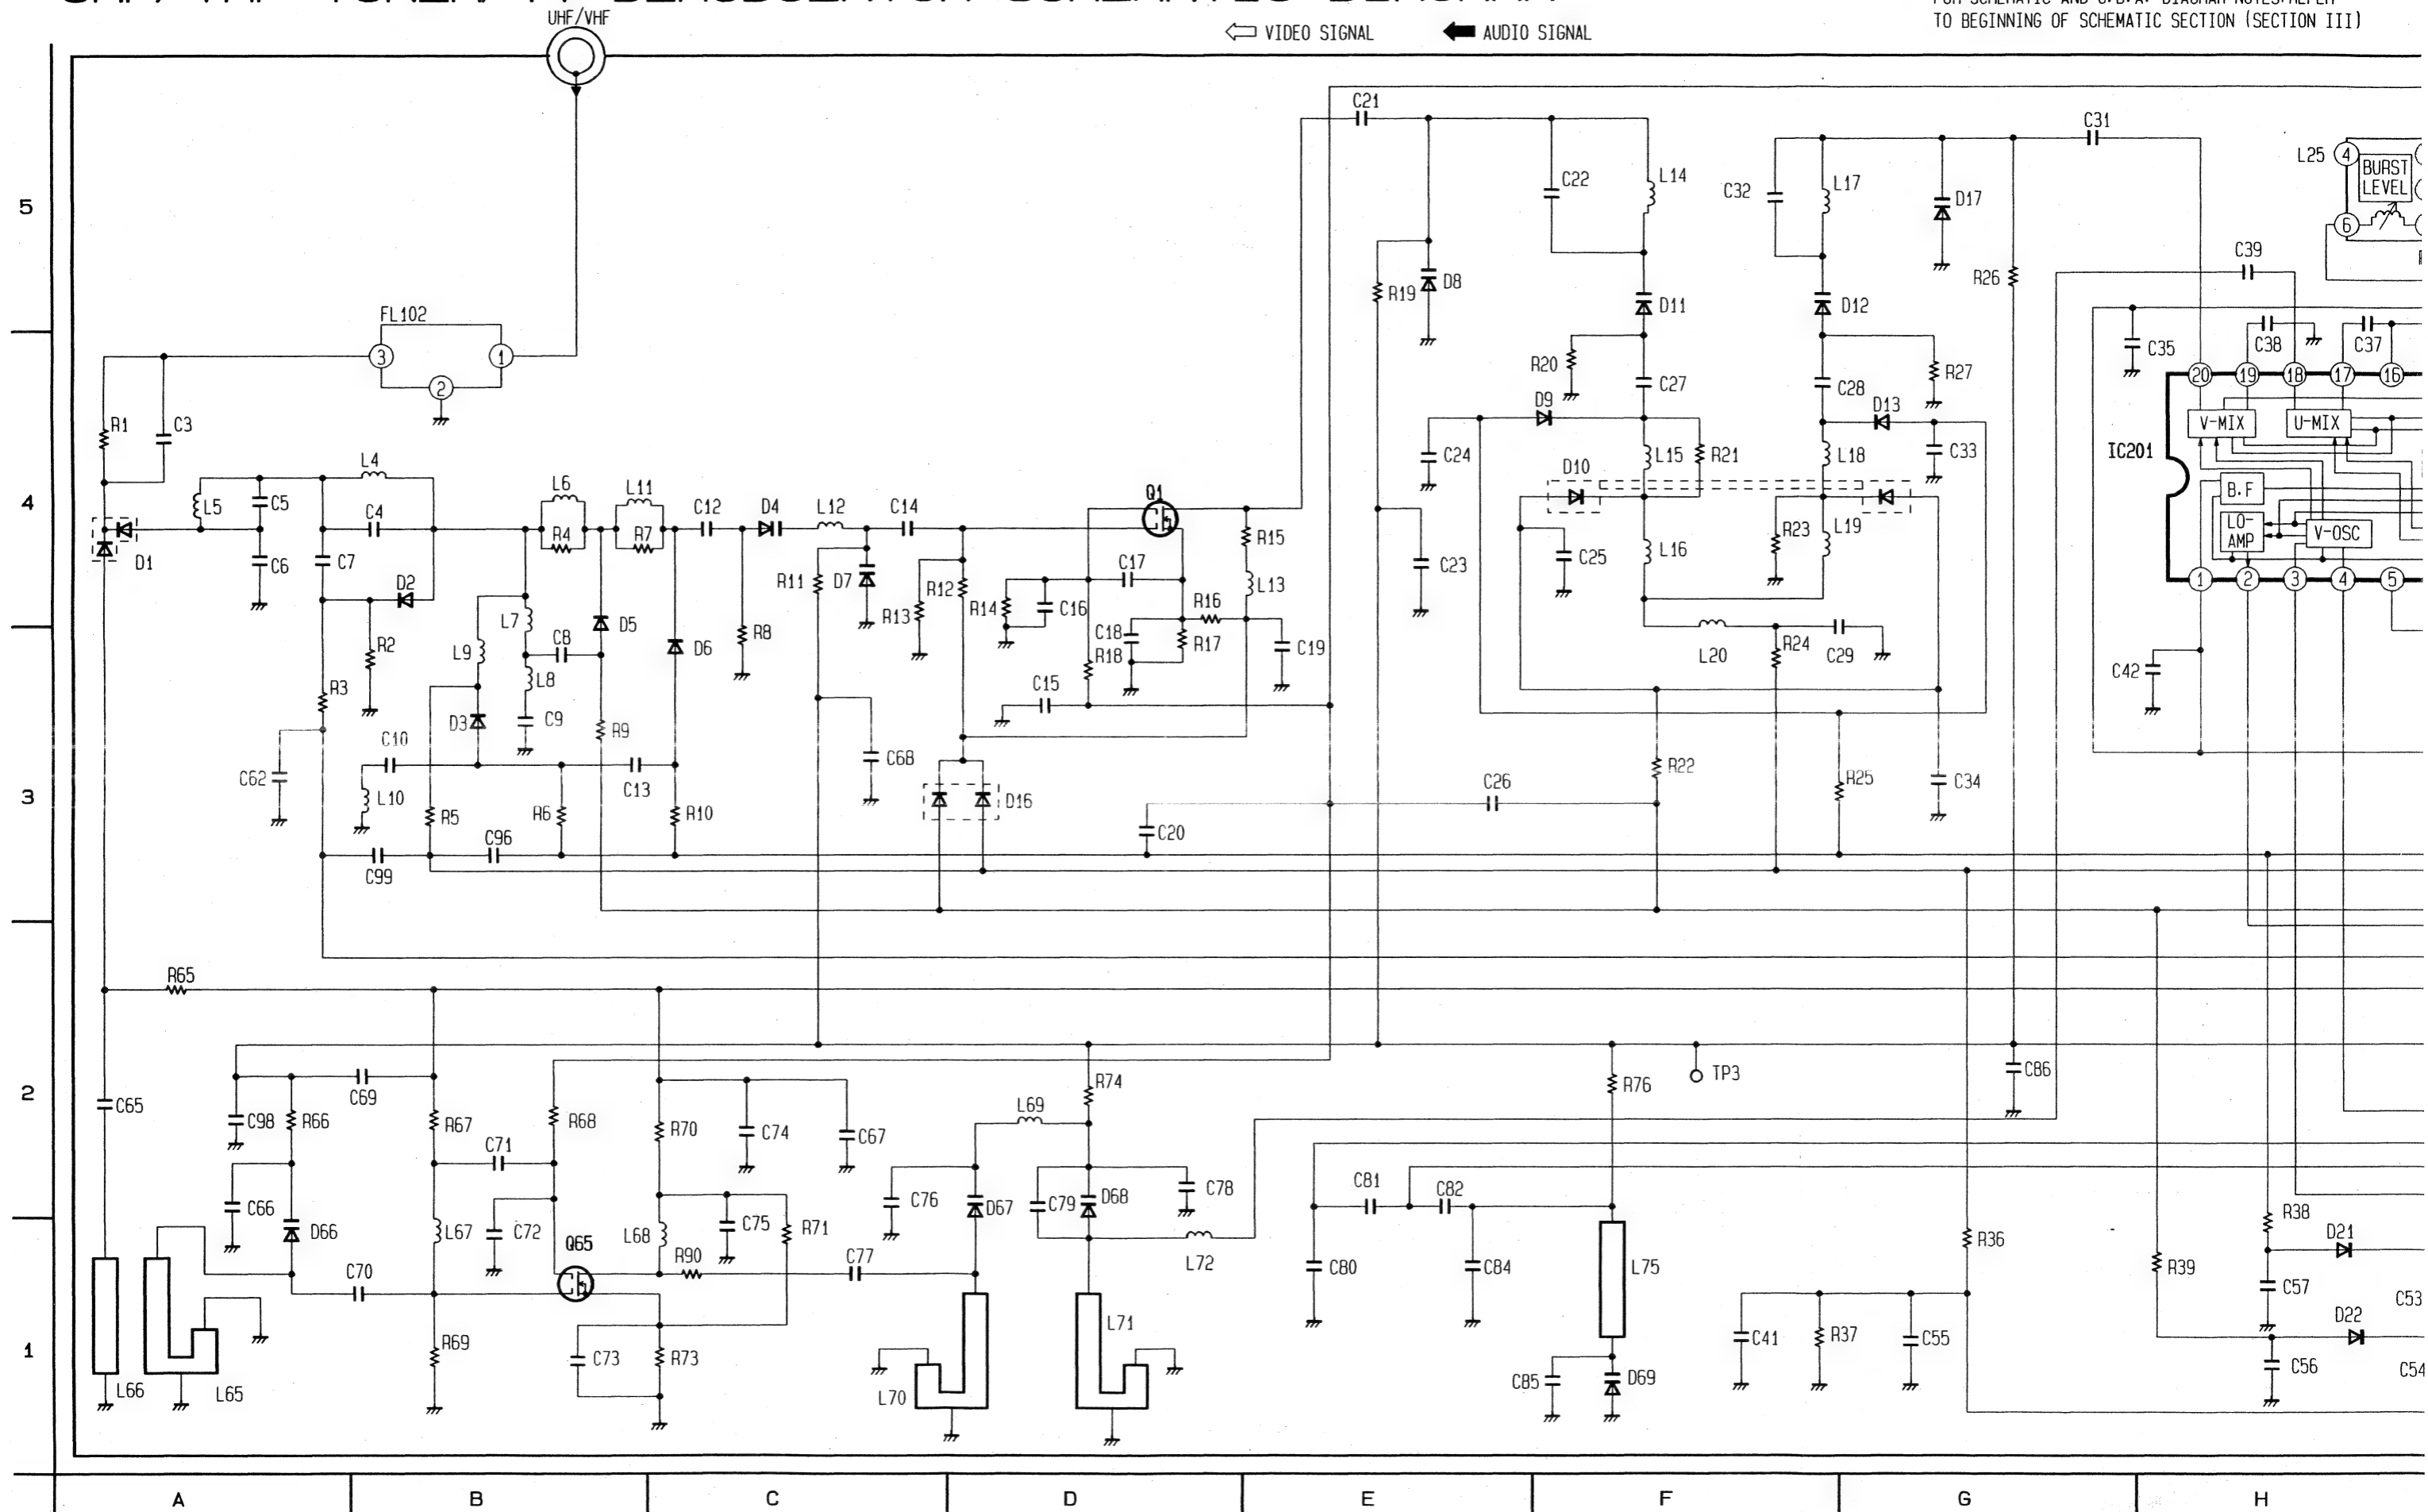 UHF/VHF
VIDEO SIGNAL
AUDIO SIGNAL
TO BEGINNING OF SCHEMATIC SECTION (SECTION III)
C21
C31
L25
4
BURST
LEVEL
6
5
C22
L14
C32
L17
D17
C39
R19
D8
D11
D12
R26
FL102
3
1
2
R20
C27
C28
R27
C35
C38
C37
20
19
18
17
16
R1
C3
D9
D13
V-MIX
U-MIX
IC201
L4
C24
L15
R21
L18
C33
D10
B.F
L5
C5
L6
L11
C12
D4
L12
C14
Q1
4
C4
R4
R7
R15
R23
L19
LO-
AMP
V-OSC
D1
C6
C7
D2
R11
D7
R12
C17
L13
C23
C25
L16
1
2
3
4
5
R13
R14
C16
R16
L7
D5
R8
C18
R17
C19
R2
L9
C8
D6
R18
L20
R24
C29
C42
R3
L8
C15
D3
C9
R9
C10
C68
C62
C13
R22
R25
C34
3
L10
R5
R6
R10
D16
C26
C96
C20
C99
R65
2
C65
C98
R66
C69
R67
R68
R70
C74
C67
L69
R74
R76
TP3
C86
C71
C66
D66
L67
C72
Q65
L68
C75
R71
C76
D67
C79
D68
C78
C81
C82
R36
R38
D21
C70
R90
C77
L72
C80
C84
L75
R39
C57
C53
1
L66
L65
R69
C73
R73
L70
L71
C85
D69
C41
R37
C55
D22
C56
C54
A
B
C
D
E
F
G
H